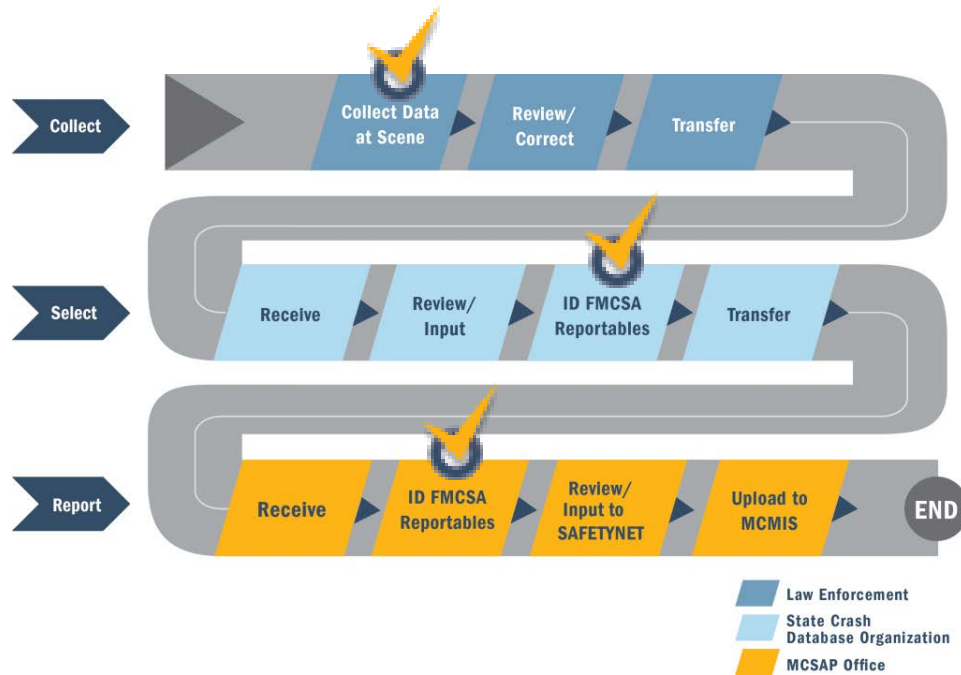 Collect
Collect Data
at Scene
Review/
Correct
Transfer
Select
Receive
Review/
Input
ID FMCSA
Reportables
Transfer
Report
Receive
ID FMCSA
Reportables
Review/
Input to
SAFETYNET
Upload to
MCMIS
END
Law Enforcement
State Crash
Database Organization
MCSAP Office